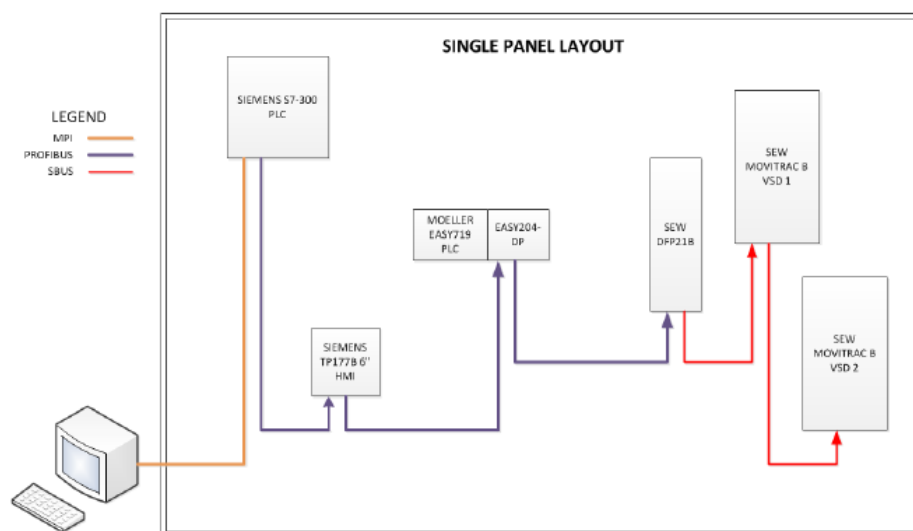 SINGLE PANEL LAYOUT
LEGEND
MPI
PROFIBUS
SBUS
SIEMENS S7-300
PLC
SIEMENS
TP177B 6"
HMI
MOELLER
EASY719
PLC
EASY204-
DP
SEW
DFP21B
SEW
MOVITRAC B
VSD 1
SEW
MOVITRAC B
VSD 2